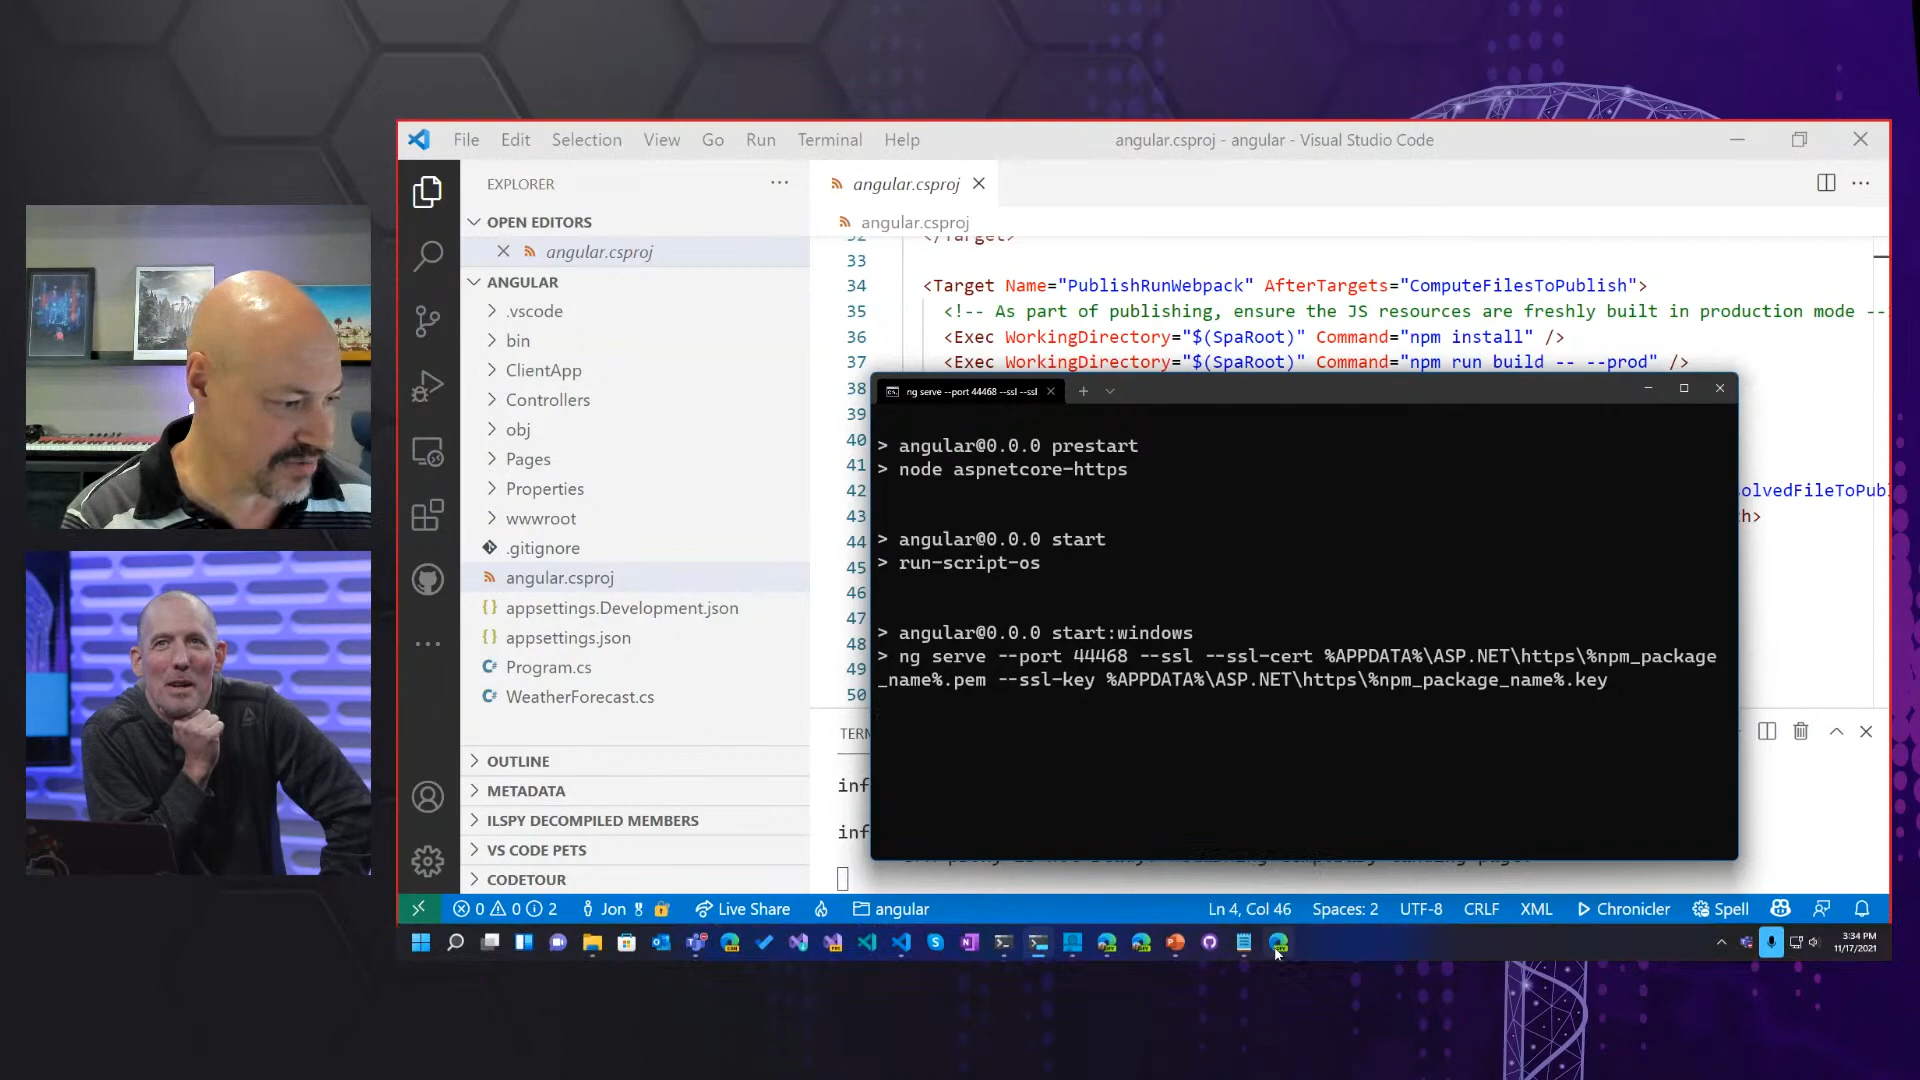 File Edit Selection View Go Run Terminal Help
angular.csproj - angular - Visual Studio Code
EXPLORER
OPEN EDITORS
angular.csproj
ANGULAR
.vscode
bin
ClientApp
Controllers
obj
Pages
Properties
wwwroot
.gitignore
angular.csproj
appsettings.Development.json
appsettings.json
Program.cs
WeatherForecast.cs
OUTLINE
METADATA
ILSPY DECOMPILED MEMBERS
VS CODE PETS
CODETOUR
angular.csproj
angular.csproj
32 </Target>
33
34 <Target Name="PublishRunWebpack" AfterTargets="ComputeFilesToPublish">
35 <!-- As part of publishing, ensure the JS resources are freshly built in production mode --
36 <Exec WorkingDirectory="$(SpaRoot)" Command="npm install" />
37 <Exec WorkingDirectory="$(SpaRoot)" Command="npm run build -- --prod" />
38
39
40
41
42 olvedFileToPubl
43 h>
44
45
46
47
48
49
50
ng serve --port 44468 --ssl --ssl
> angular@0.0.0 prestart
> node aspnetcore-https
> angular@0.0.0 start
> run-script-os
> angular@0.0.0 start:windows
> ng serve --port 44468 --ssl --ssl-cert %APPDATA%\ASP.NET\https\%npm_package
_name%.pem --ssl-key %APPDATA%\ASP.NET\https\%npm_package_name%.key
TERM
inf
inf
0 0 2 Jon Live Share angular
Ln 4, Col 46 Spaces: 2 UTF-8 CRLF XML Chronicler Spell
3:34 PM
11/17/2021